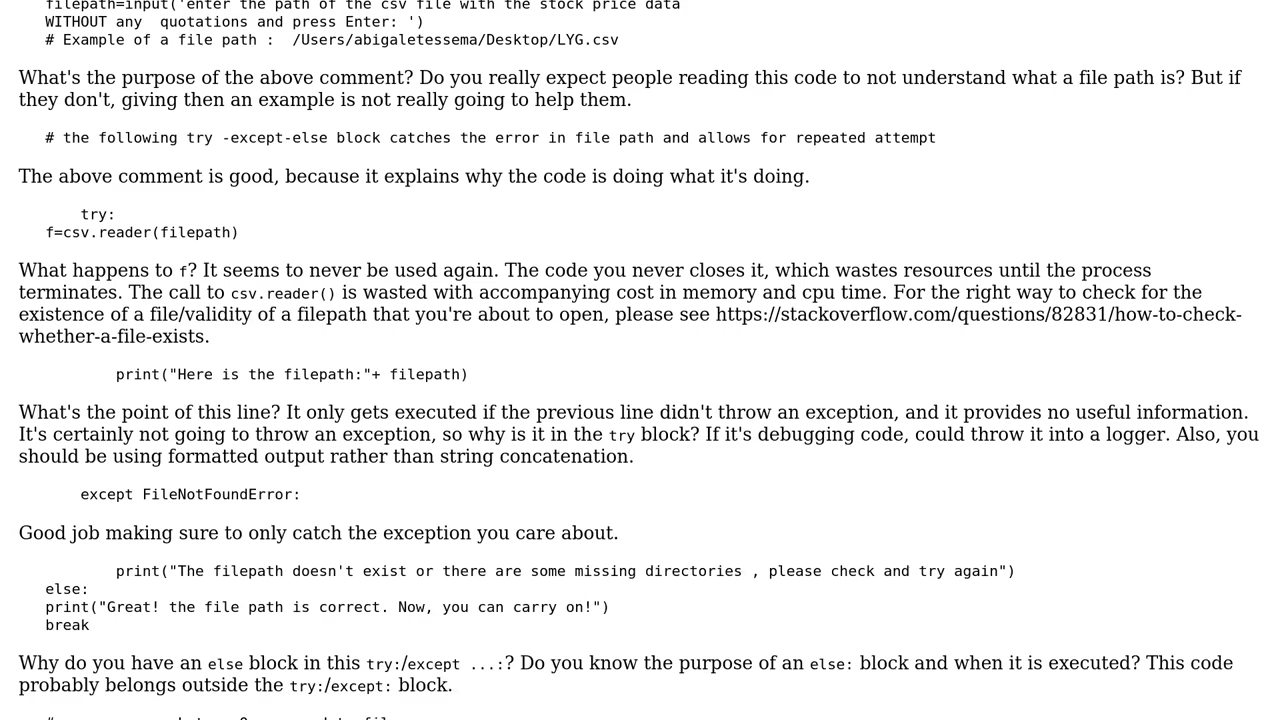 filepath=input('enter the path of the csv file with the stock price data
WITHOUT any  quotations and press Enter: ')
# Example of a file path :  /Users/abigaletessema/Desktop/LYG.csv
What's the purpose of the above comment? Do you really expect people reading this code to not understand what a file path is? But if
they don't, giving then an example is not really going to help them.
# the following try -except-else block catches the error in file path and allows for repeated attempt
The above comment is good, because it explains why the code is doing what it's doing.
try:
f=csv.reader(filepath)
What happens to f? It seems to never be used again. The code you never closes it, which wastes resources until the process
terminates. The call to csv.reader() is wasted with accompanying cost in memory and cpu time. For the right way to check for the
existence of a file/validity of a filepath that you're about to open, please see https://stackoverflow.com/questions/82831/how-to-check-
whether-a-file-exists.
print("Here is the filepath:"+ filepath)
What's the point of this line? It only gets executed if the previous line didn't throw an exception, and it provides no useful information.
It's certainly not going to throw an exception, so why is it in the try block? If it's debugging code, could throw it into a logger. Also, you
should be using formatted output rather than string concatenation.
except FileNotFoundError:
Good job making sure to only catch the exception you care about.
print("The filepath doesn't exist or there are some missing directories , please check and try again")
else:
print("Great! the file path is correct. Now, you can carry on!")
break
Why do you have an else block in this try:/except ...:? Do you know the purpose of an else: block and when it is executed? This code
probably belongs outside the try:/except: block.